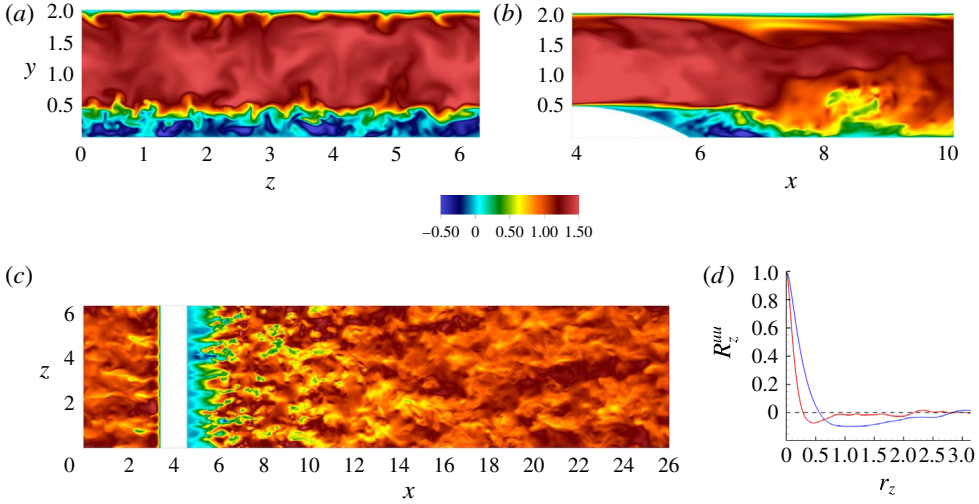 (a)
2.0
1.5
y
1.0
0.5
0 1 2 3 4 5 6
z
(b)
2.0
1.5
1.0
0.5
4 6 8 10
x
−0.50 0 0.50 1.00 1.50
(c)
6
4
z
2
0 2 4 6 8 10 12 14 16 18 20 22 24 26
x
(d)
1.0
0.8
0.6
R_z^{uu}
0.4
0.2
0
0 0.5 1.0 1.5 2.0 2.5 3.0
r_z